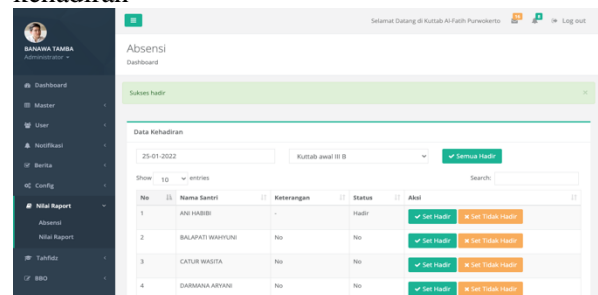 Selamat Datang di Kuttab Al-Fatih Purwokerto
Log out
BANAWA TAMBA
Administrator
Absensi
Dashboard
Dashboard
Master
User
Notifikasi
Berita
Config
Nilai Raport
Absensi
Nilai Raport
Tahfidz
BBO
Sukses hadir
×
Data Kehadiran
25-01-2022
Kuttab awal III B
Semua Hadir
Show 10 entries
Search:
No Nama Santri Keterangan Status Aksi
1 ANI HABIBI - Hadir Set Hadir Set Tidak Hadir
2 BALAPATI WAHYUNI No No Set Hadir Set Tidak Hadir
3 CATUR WASITA No No Set Hadir Set Tidak Hadir
4 DARMANA ARYANI No No Set Hadir Set Tidak Hadir